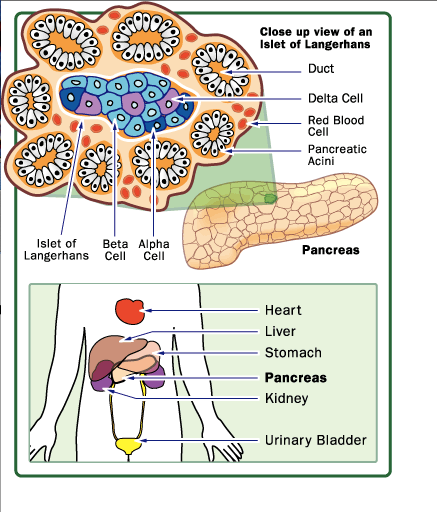 Close up view of an
Islet of Langerhans
Duct
Delta Cell
Red Blood
Cell
Pancreatic
Acini
Islet of
Langerhans
Beta
Cell
Alpha
Cell
Pancreas
Heart
Liver
Stomach
Pancreas
Kidney
Urinary Bladder